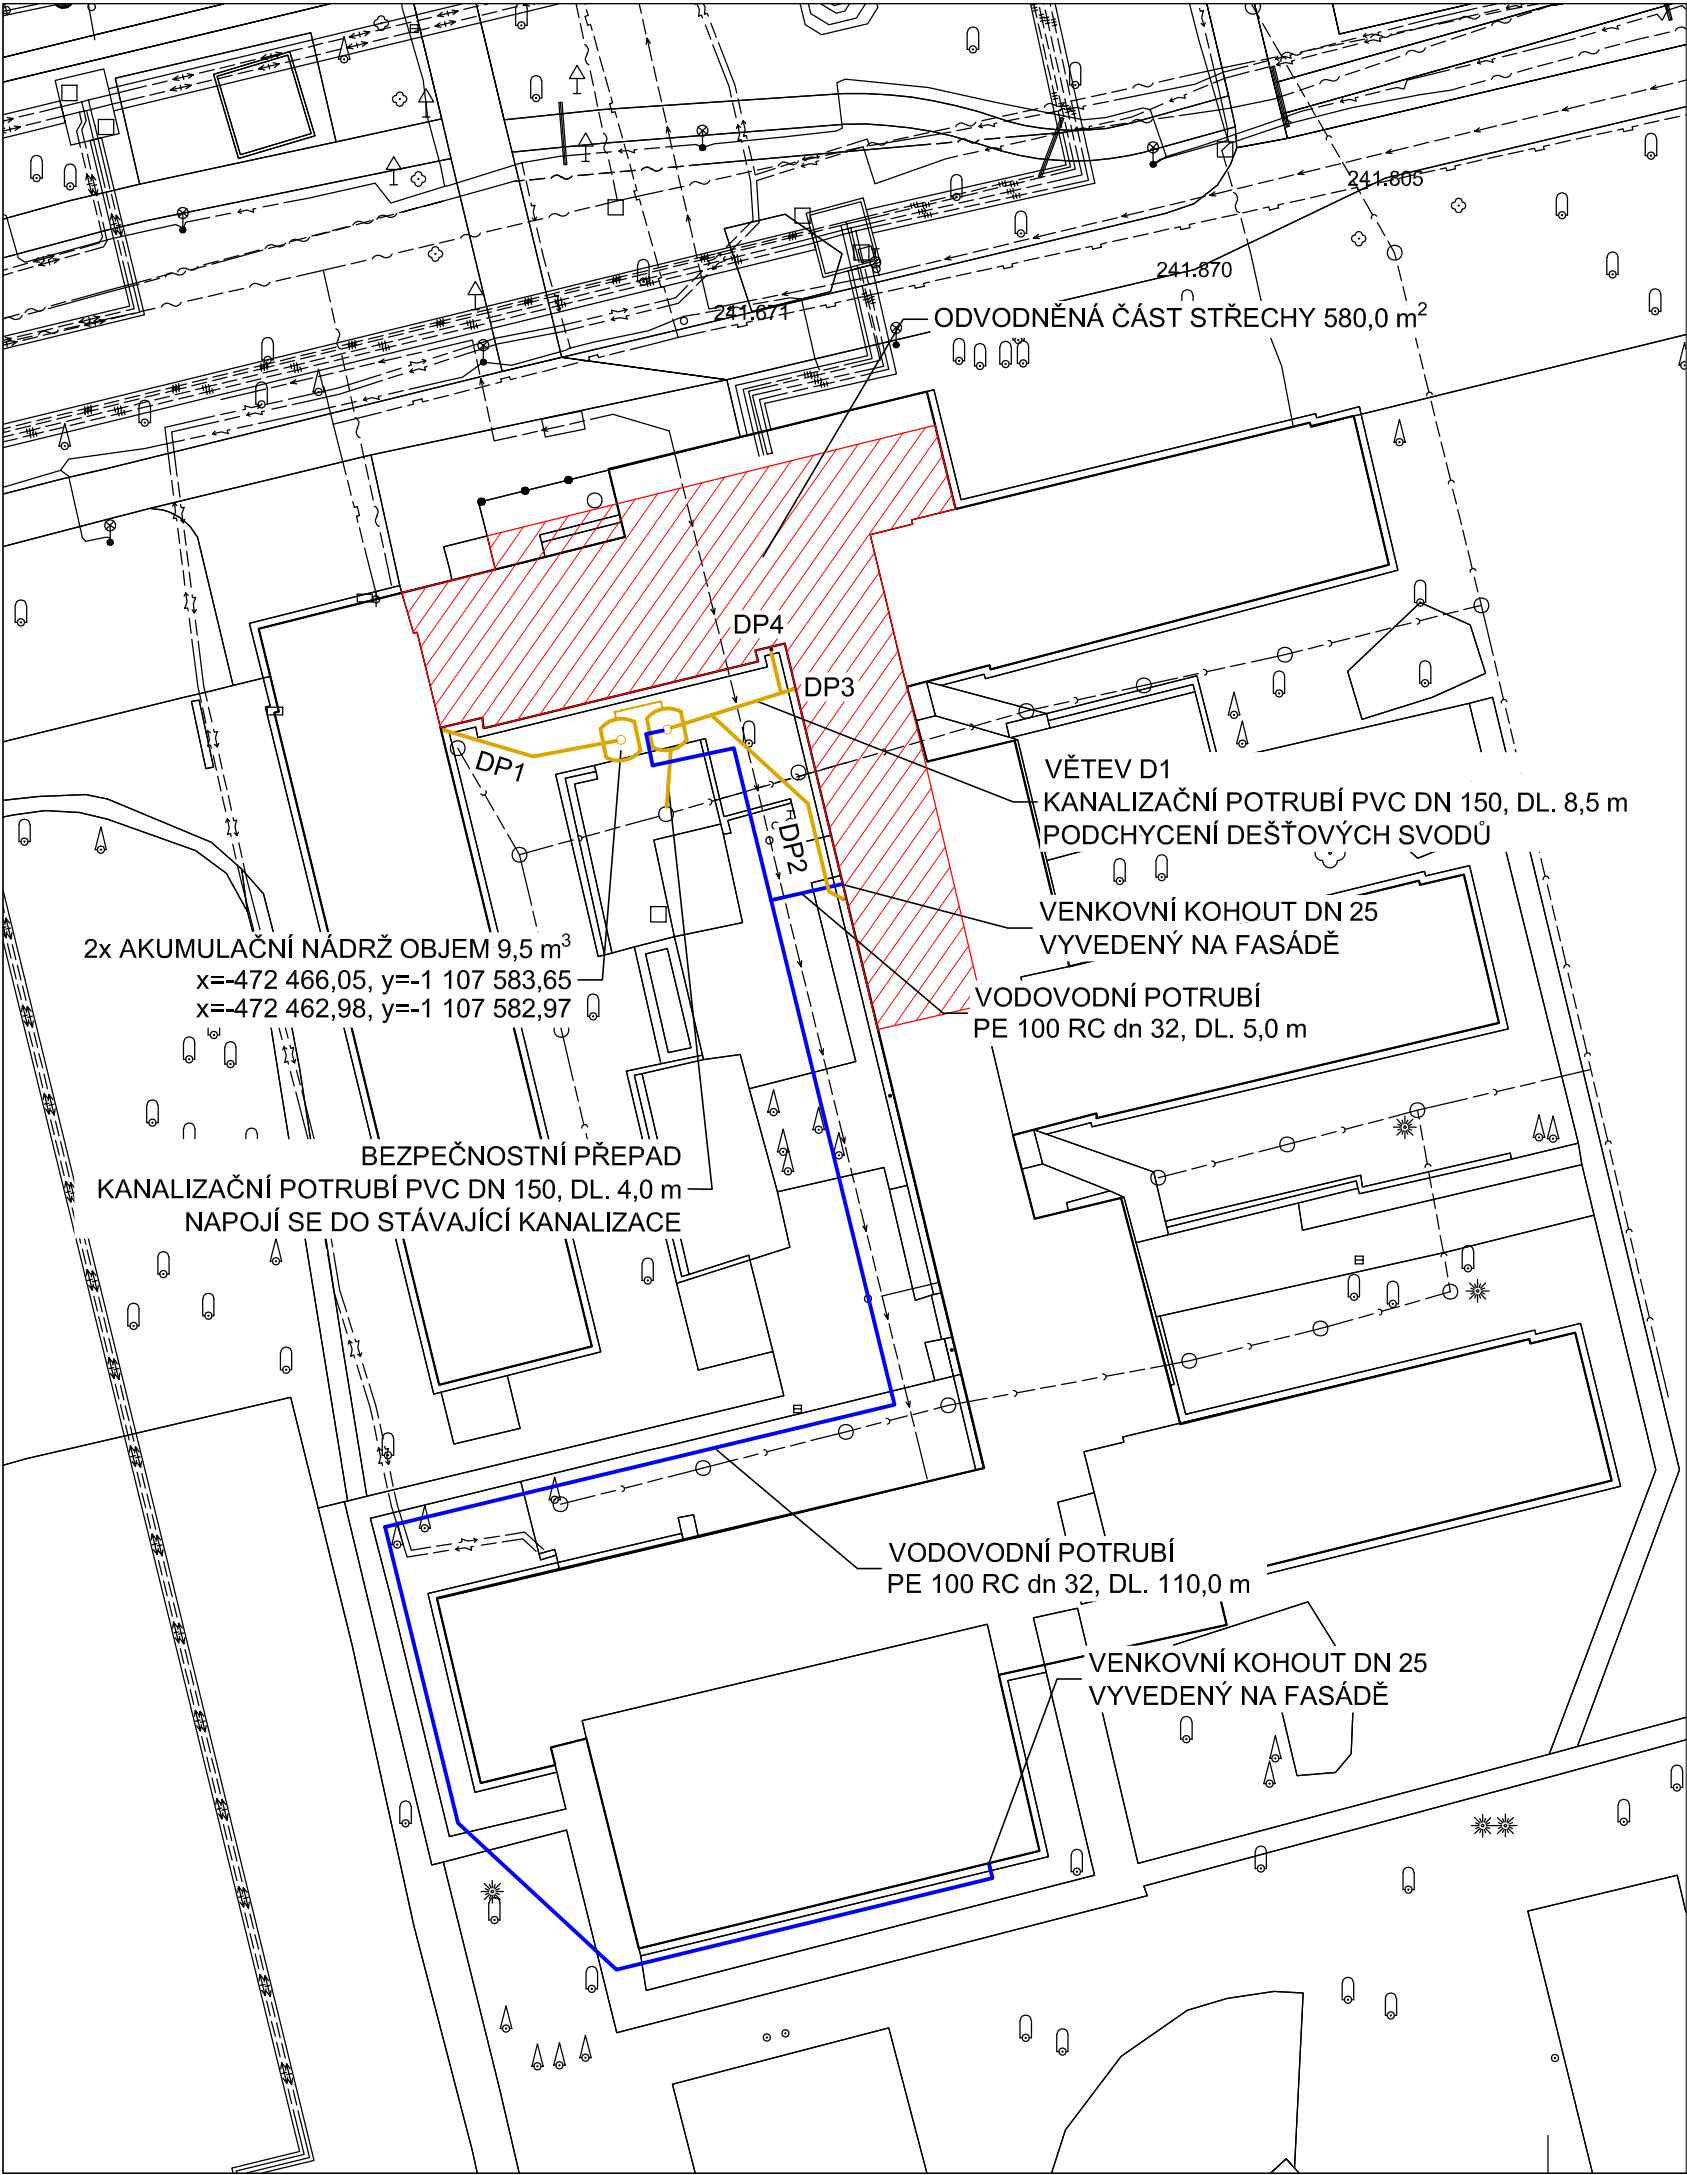 241.805
241.870
241.671
ODVODNĚNÁ ČÁST STŘECHY 580,0 m²
DP4
DP3
DP1
DP2
VĚTEV D1
KANALIZAČNÍ POTRUBÍ PVC DN 150, DL. 8,5 m
PODCHYCENÍ DEŠŤOVÝCH SVODŮ
VENKOVNÍ KOHOUT DN 25
VYVEDENÝ NA FASÁDĚ
2x AKUMULAČNÍ NÁDRŽ OBJEM 9,5 m³
x=-472 466,05, y=-1 107 583,65
x=-472 462,98, y=-1 107 582,97
VODOVODNÍ POTRUBÍ
PE 100 RC dn 32, DL. 5,0 m
BEZPEČNOSTNÍ PŘEPAD
KANALIZAČNÍ POTRUBÍ PVC DN 150, DL. 4,0 m
NAPOJÍ SE DO STÁVAJÍCÍ KANALIZACE
VODOVODNÍ POTRUBÍ
PE 100 RC dn 32, DL. 110,0 m
VENKOVNÍ KOHOUT DN 25
VYVEDENÝ NA FASÁDĚ